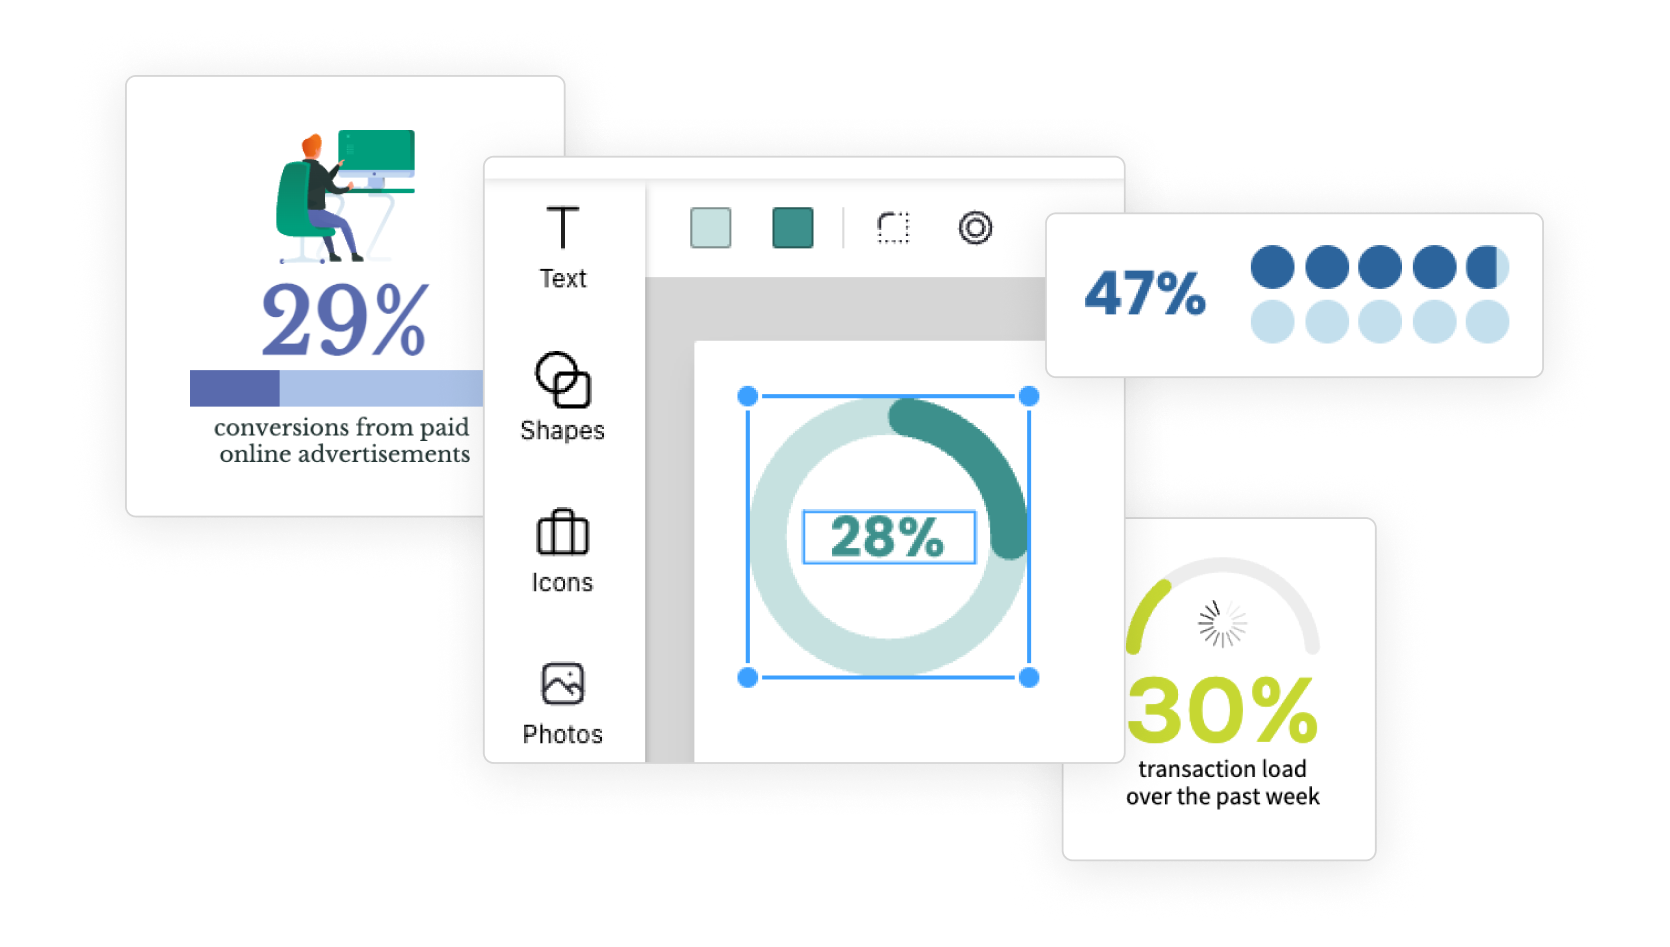 29%
conversions from paid
online advertisements
Text
Shapes
Icons
Photos
28%
47%
30%
transaction load
over the past week